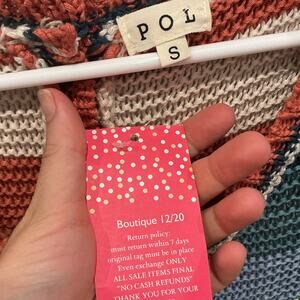 POL
S
Boutique 12/20
Return policy:
must return within 7 days
original tag must be in place
Even exchange ONLY
ALL SALE ITEMS FINAL
"NO CASH REFUNDS"
THANK YOU FOR YOUR